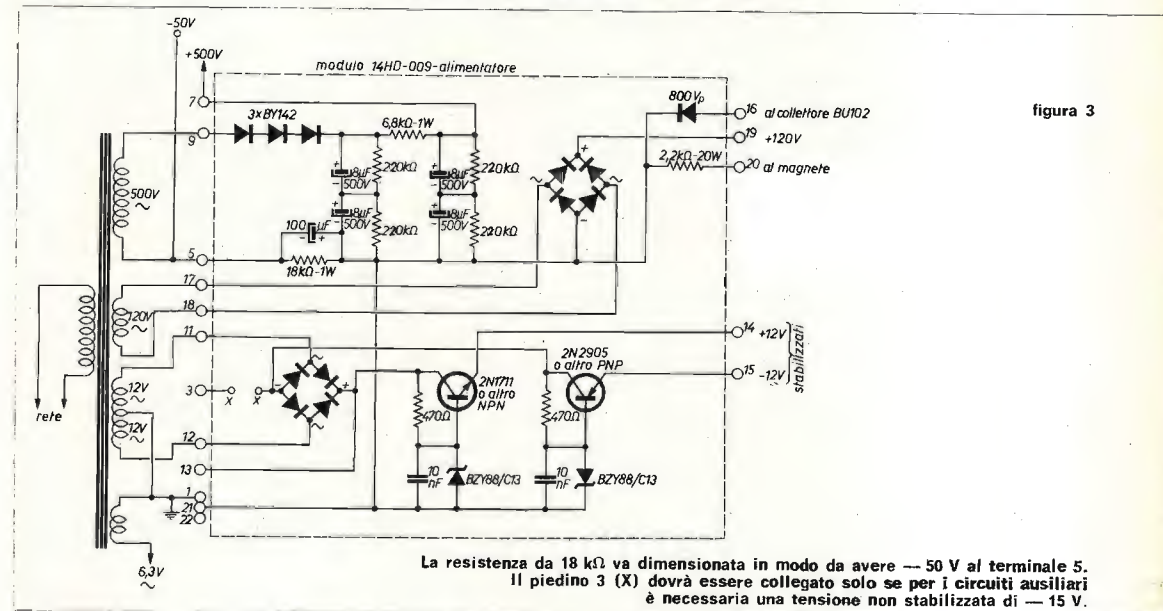 -50V
+500V
modulo 14HD-009-alimentatore
figura 3
7
9
3×BY142
6,8kΩ-1W
800Vp
16 al collettore BU102
19 +120V
2,2kΩ-20W
20 al magnete
+
~
~
-
500V
~
+
8µF
-
500V
220kΩ
+
8µF
-
500V
220kΩ
+
8µF
-
500V
220kΩ
+
8µF
-
500V
220kΩ
100 µF
- +
18kΩ-1W
5
17
18
120V
~
11
14 +12V
15 -12V
stabilizzati
12V
~
12V
~
3
x
x
~
-
+
~
2N1711
o altro
NPN
2N2905
o altro PNP
470Ω
470Ω
rete
12
13
10
nF
BZY88/C13
10
nF
BZY88/C13
1
21
22
6,3V
~
La resistenza da 18 kΩ va dimensionata in modo da avere — 50 V al terminale 5.
Il piedino 3 (X) dovrà essere collegato solo se per i circuiti ausiliari
è necessaria una tensione non stabilizzata di — 15 V.